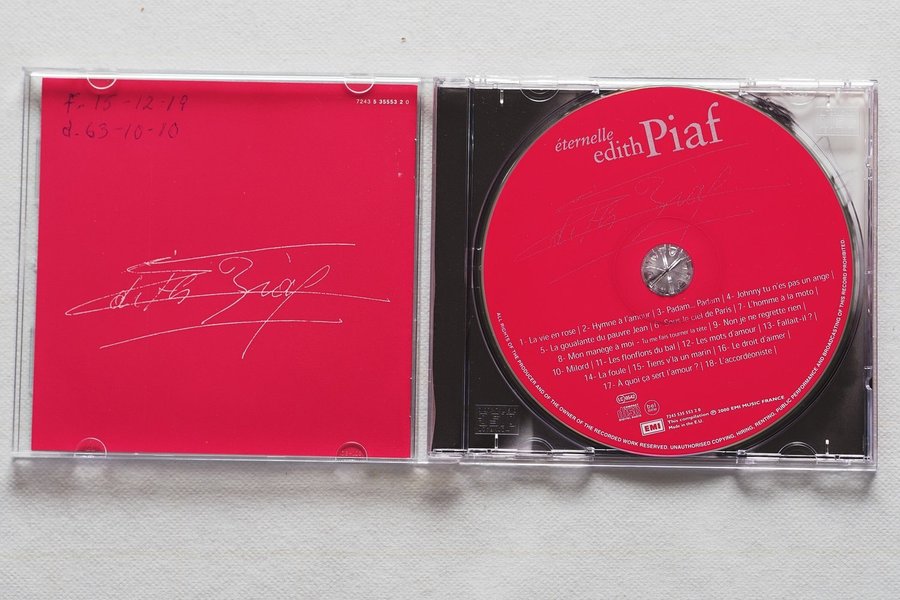 f. 15-12-19
d. 63-10-10
7243 5 35553 2 0
Edith Piaf
éternelle
edith Piaf
Edith Piaf
1- La vie en rose | 2- Hymne à l'amour | 3- Padam... Padam | 4- Johnny tu n'es pas un ange |
5- La goualante du pauvre Jean | 6- Sous le ciel de Paris | 7- L'homme à la moto |
8- Mon manège à moi - Tu me fais tourner la tête | 9- Non je ne regrette rien |
10- Milord | 11- Les flonflons du bal | 12- Les mots d'amour | 13- Fallait-il ? |
14- La foule | 15- Tiens v'là un marin | 16- Le droit d'aimer |
17- A quoi ça sert l'amour ? | 18- L'accordéoniste |
EMI
7243 535 553 2 0
This compilation ℗ 2000 EMI MUSIC FRANCE
Made in the E.U.
ALL RIGHTS OF THE PRODUCER AND OF THE OWNER OF THE RECORDED WORK RESERVED. UNAUTHORISED COPYING, HIRING, RENTING, PUBLIC PERFORMANCE AND BROADCASTING OF THIS RECORD PROHIBITED.